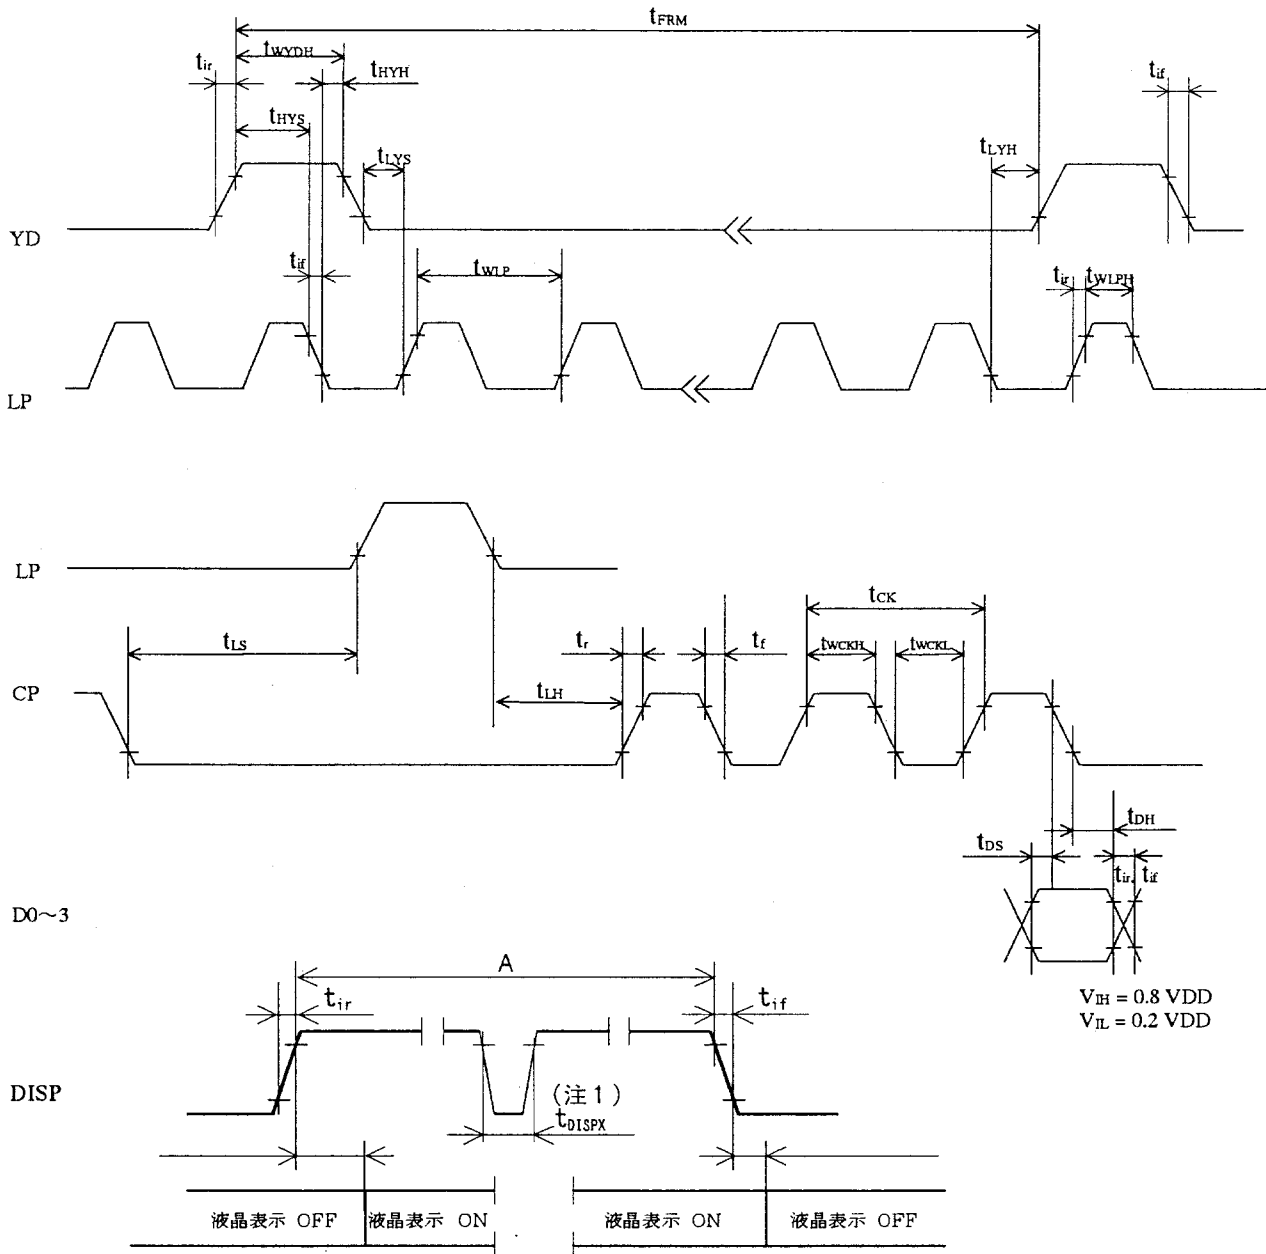 tFRM
tWYDH
tir
tHYH
tif
tHYS
tLYS
tLYH
YD
tif
tWLP
tir
tWLPH
LP
LP
tCK
tLS
tr
tf
tWCKH
tWCKL
CP
tLH
tDH
tDS
tir, tif
D0～3
A
tir
tif
VIH = 0.8 VDD
VIL = 0.2 VDD
DISP
(注1)
tDISPX
液晶表示 OFF
液晶表示 ON
液晶表示 ON
液晶表示 OFF